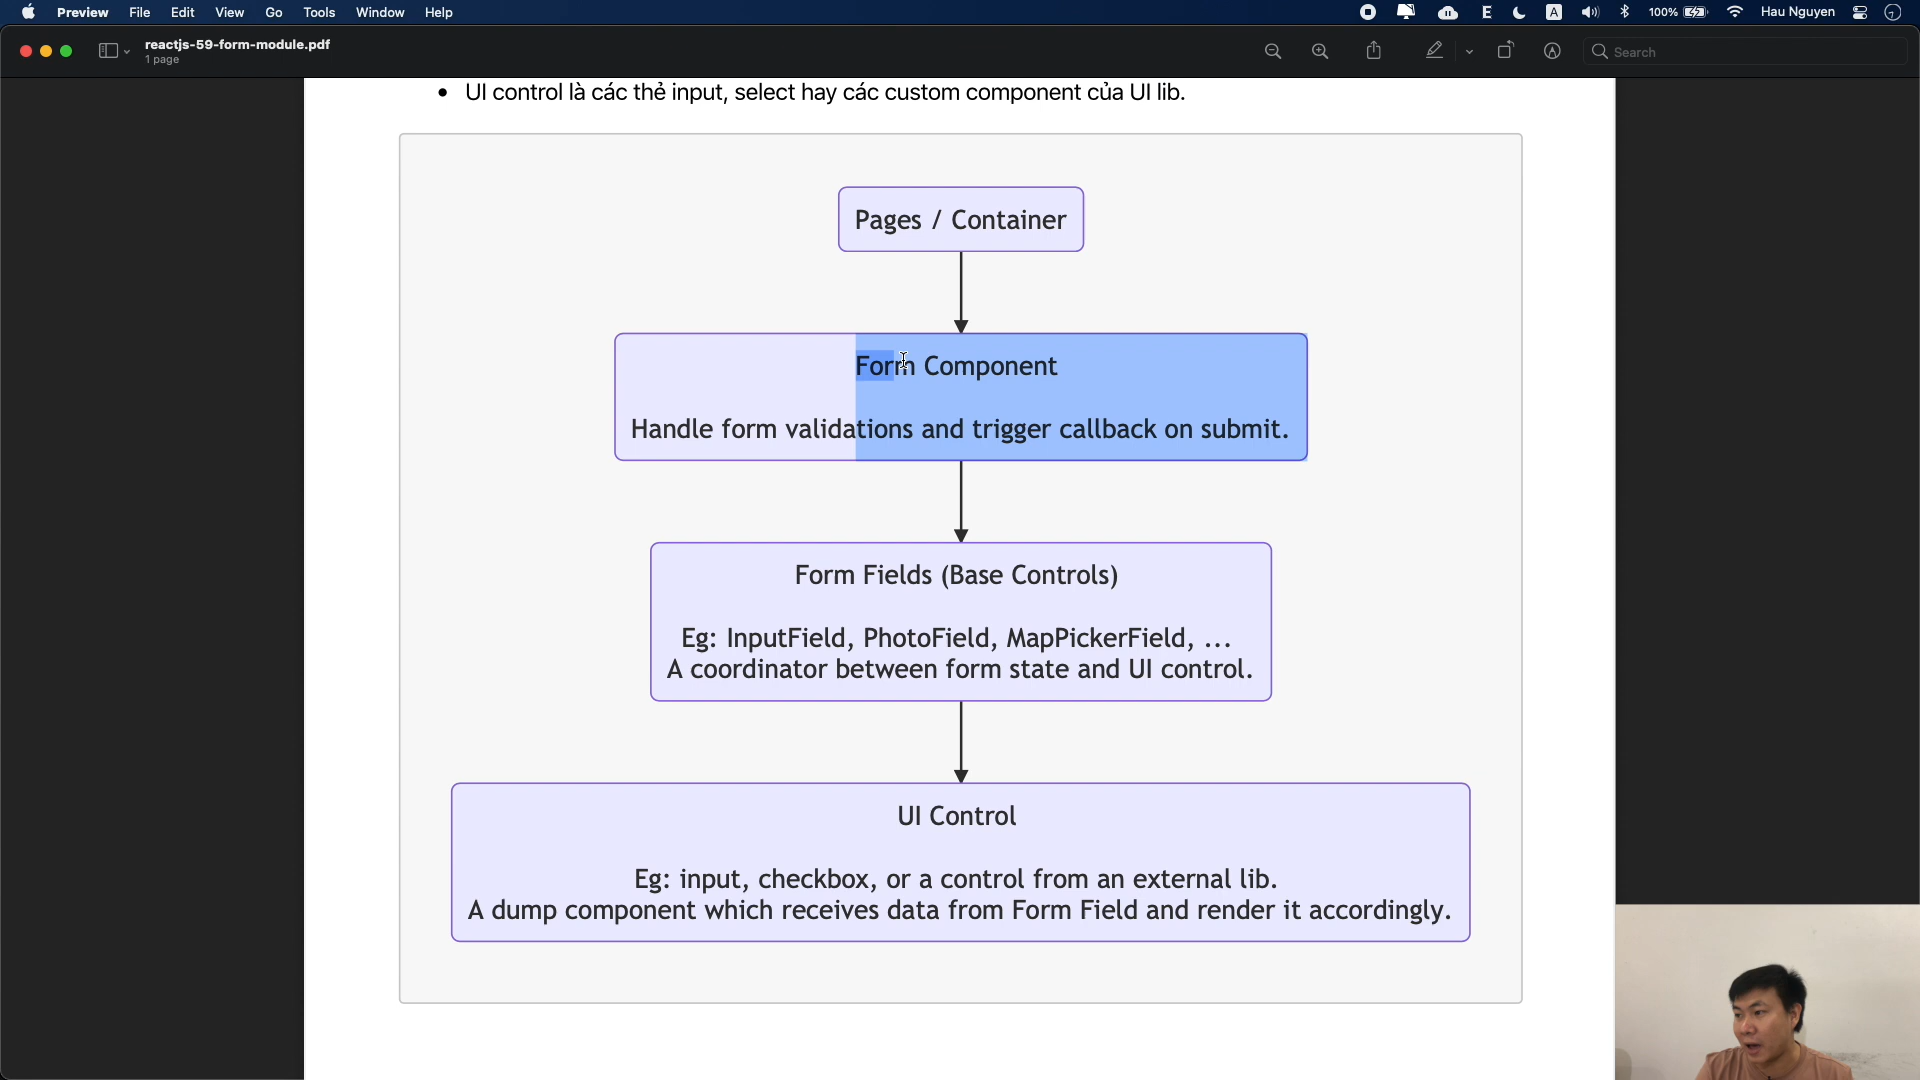 Preview File Edit View Go Tools Window Help E A 100% Hau Nguyen
reactjs-59-form-module.pdf
1 page
Search
• UI control là các thẻ input, select hay các custom component của UI lib.
Pages / Container
Form Component
Handle form validations and trigger callback on submit.
Form Fields (Base Controls)
Eg: InputField, PhotoField, MapPickerField, ...
A coordinator between form state and UI control.
UI Control
Eg: input, checkbox, or a control from an external lib.
A dump component which receives data from Form Field and render it accordingly.